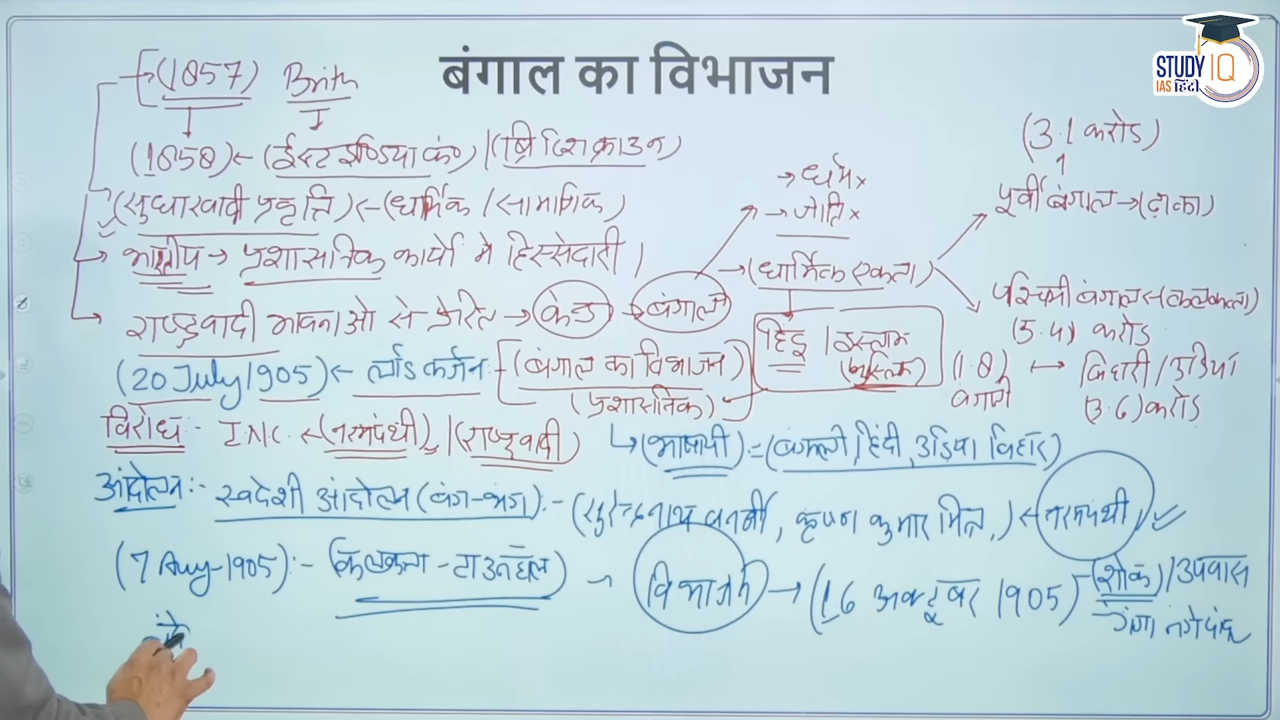 बंगाल का विभाजन
STUDY IQ
IAS हिंदी
(1857) Brith
(1858) ← (ईस्ट इण्डिया कं०) / (ब्रिटिश क्राउन)
(सुधारवादी प्रकृति) ← (धार्मिक / सामाजिक)
भारतीय → प्रशासनिक कार्यों मे हिस्सेदारी।
राष्ट्रवादी भावनाओ से प्रेरित → केन्द्र → बंगाल
→ धर्म ×
→ जाति ×
→ (धार्मिक एकता)
(3.1 करोड)
पूर्वी बंगाल → (ढ़ाका)
पश्चिमी बंगाल ← (कलकत्ता)
(5.4) करोड
हिंदू / इस्लाम
(मुस्लिम)
(1.8) ↔ बिहारी / उडिया
बंगाली (3.6) करोड
(20 July 1905) ← लॉर्ड कर्जन - (बंगाल का विभाजन)
(प्रशासनिक)
विरोध - INC ← (नरमपंथी) / (राष्ट्रवादी)
↳ (भाषायी) = (बंगाली, हिंदी, उडिया बिहार)
आंदोलन :- स्वदेशी आंदोलन (बंग-भंग) :- (सुरेन्द्रनाथ बनर्जी, कृष्ण कुमार मित्र,) ← नरमपंथी
(7 Aug-1905) :- कलकत्ता - टाउनहॉल)
विभाजन → (16 अक्टूबर 1905) - (शोक) / उपवास
गंगा नंगे पांव